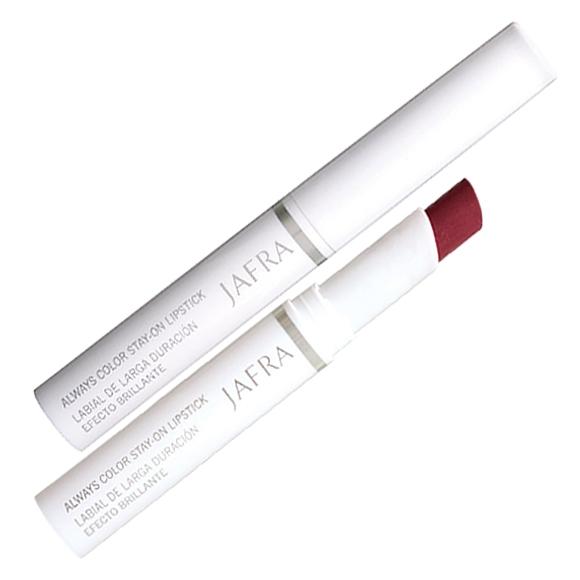 JAFRA
ALWAYS COLOR STAY-ON LIPSTICK
LABIAL DE LARGA DURACIÓN
EFECTO BRILLANTE
JAFRA
ALWAYS COLOR STAY-ON LIPSTICK
LABIAL DE LARGA DURACIÓN
EFECTO BRILLANTE